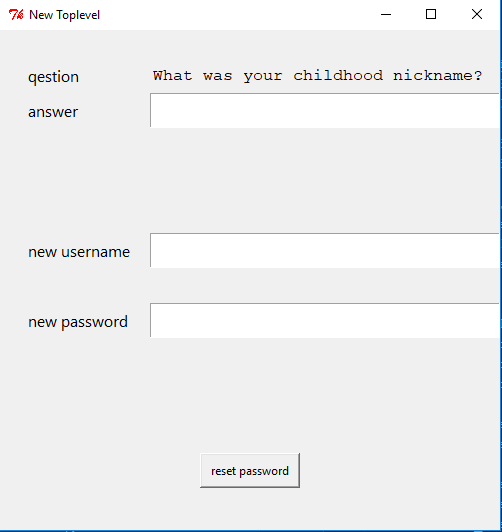 New Toplevel
qestion What was your childhood nickname?
answer
new username
new password
reset password